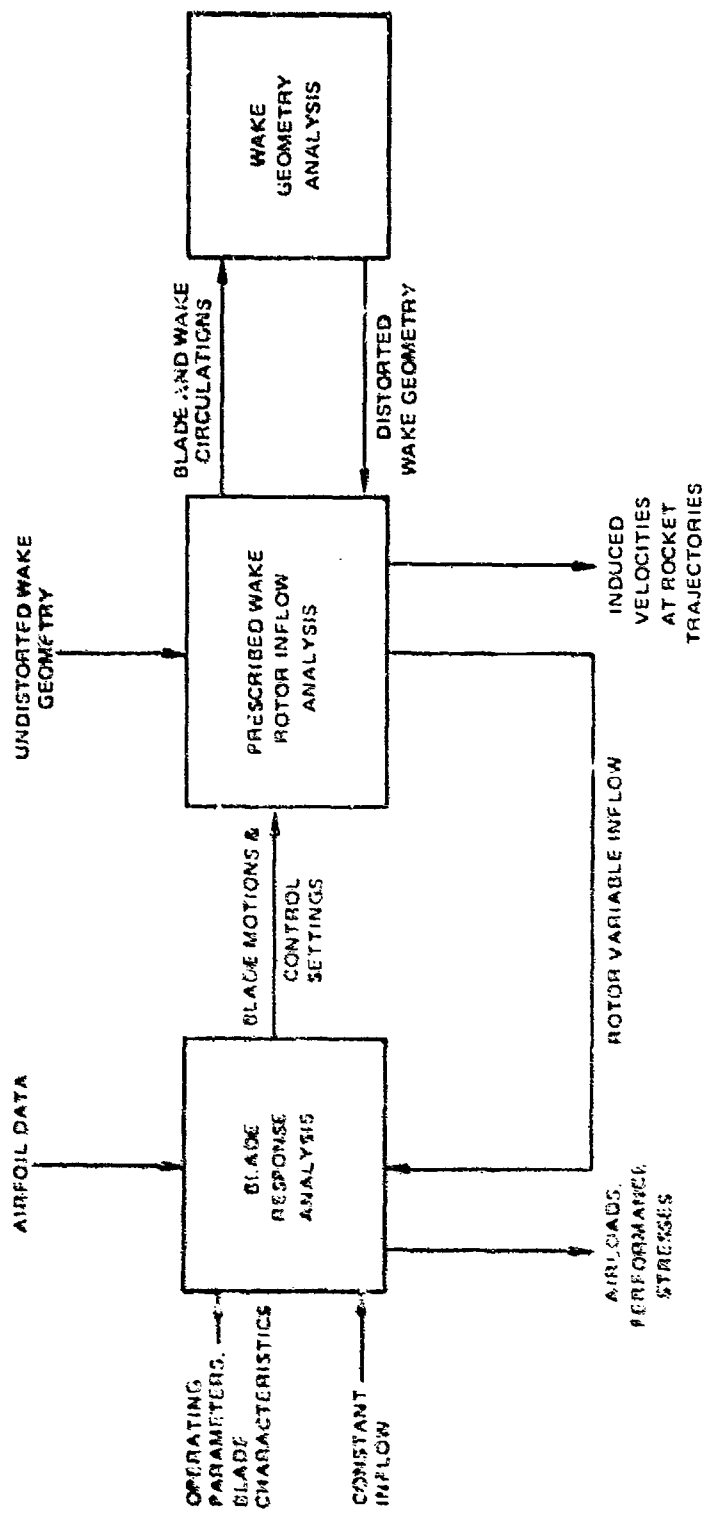 AIRFOIL DATA
UNDISTORTED WAKE
GEOMETRY
OPERATING
PARAMETERS,
BLADE
CHARACTERISTICS
CONSTANT
INFLOW
BLADE
RESPONSE
ANALYSIS
BLADE MOTIONS &
CONTROL
SETTINGS
PRESCRIBED WAKE
ROTOR INFLOW
ANALYSIS
BLADE AND WAKE
CIRCULATIONS
DISTORTED
WAKE GEOMETRY
WAKE
GEOMETRY
ANALYSIS
AIRLOADS,
PERFORMANCE
STRESSES
ROTOR VARIABLE INFLOW
INDUCED
VELOCITIES
AT ROCKET
TRAJECTORIES